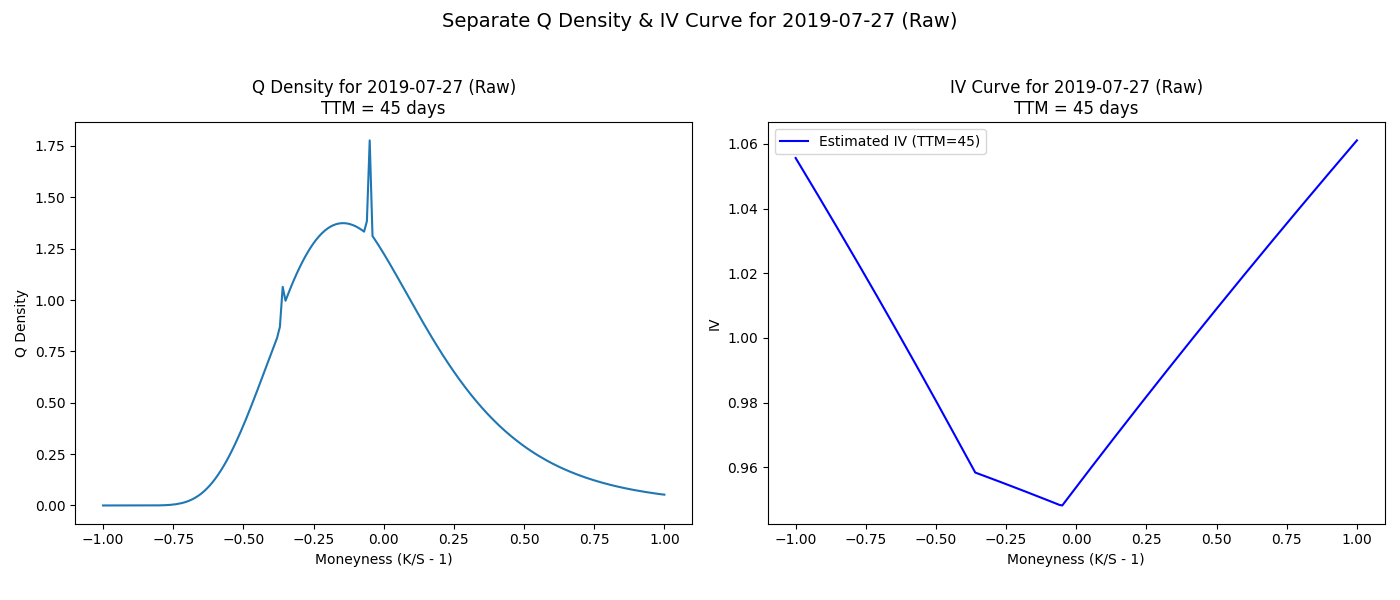 Separate Q Density & IV Curve for 2019-07-27 (Raw)
Q Density for 2019-07-27 (Raw)
TTM = 45 days
Q Density
1.75
1.50
1.25
1.00
0.75
0.50
0.25
0.00
−1.00 −0.75 −0.50 −0.25 0.00 0.25 0.50 0.75 1.00
Moneyness (K/S - 1)
IV Curve for 2019-07-27 (Raw)
TTM = 45 days
Estimated IV (TTM=45)
IV
1.06
1.04
1.02
1.00
0.98
0.96
−1.00 −0.75 −0.50 −0.25 0.00 0.25 0.50 0.75 1.00
Moneyness (K/S - 1)